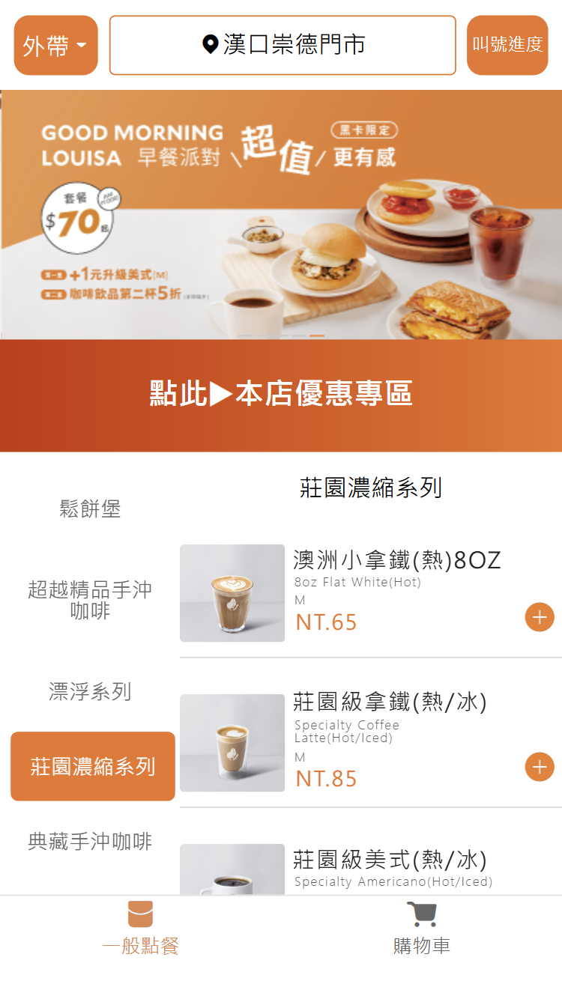 外帶
漢口崇德門市
叫號進度
GOOD MORNING
LOUISA 早餐派對
超值
黑卡限定
更有感
套餐
$70起
+1元升級美式(M)
咖啡飲品第二杯5折
點此▶本店優惠專區
鬆餅堡
超越精品手沖
咖啡
漂浮系列
莊園濃縮系列
典藏手沖咖啡
莊園濃縮系列
澳洲小拿鐵(熱)8OZ
8oz Flat White(Hot)
M
NT.65
莊園級拿鐵(熱/冰)
Specialty Coffee
Latte(Hot/Iced)
M
NT.85
莊園級美式(熱/冰)
Specialty Americano(Hot/Iced)
一般點餐
購物車